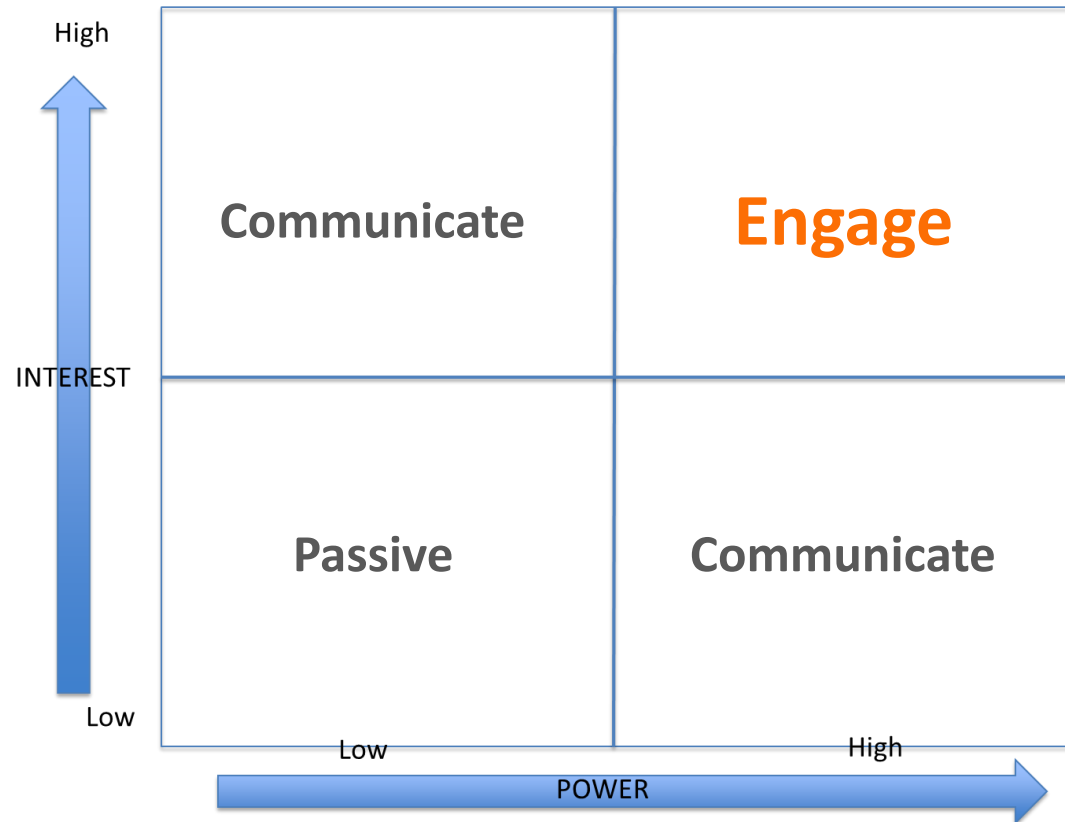 High
Communicate
Engage
INTEREST
Passive
Communicate
Low
Low
High
POWER